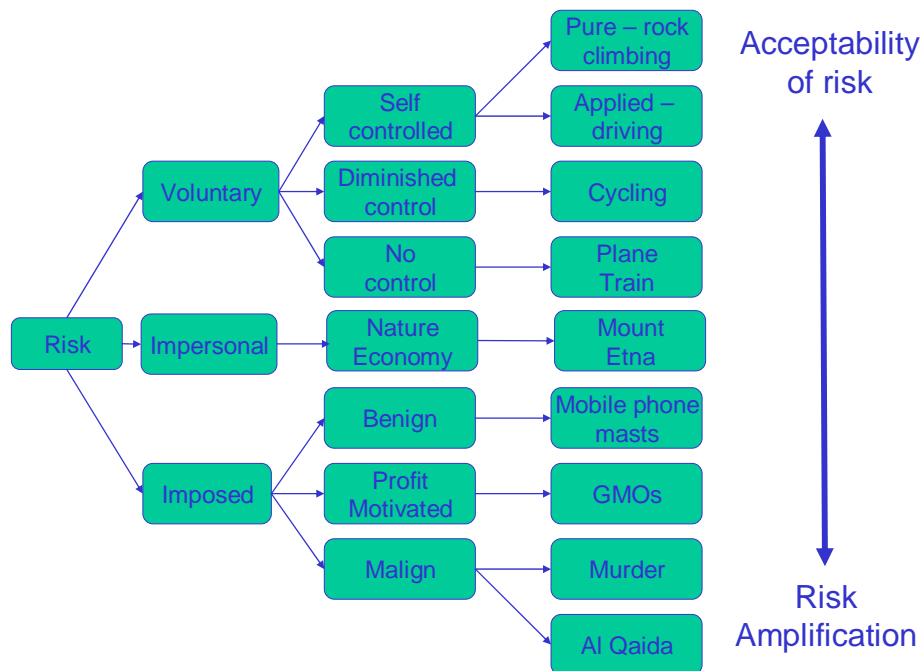 Pure – rock
climbing
Acceptability
of risk
Self
controlled
Applied –
driving
Voluntary
Diminished
control
Cycling
No
control
Plane
Train
Risk
Impersonal
Nature
Economy
Mount
Etna
Benign
Mobile phone
masts
Imposed
Profit
Motivated
GMOs
Malign
Murder
Risk
Amplification
Al Qaida